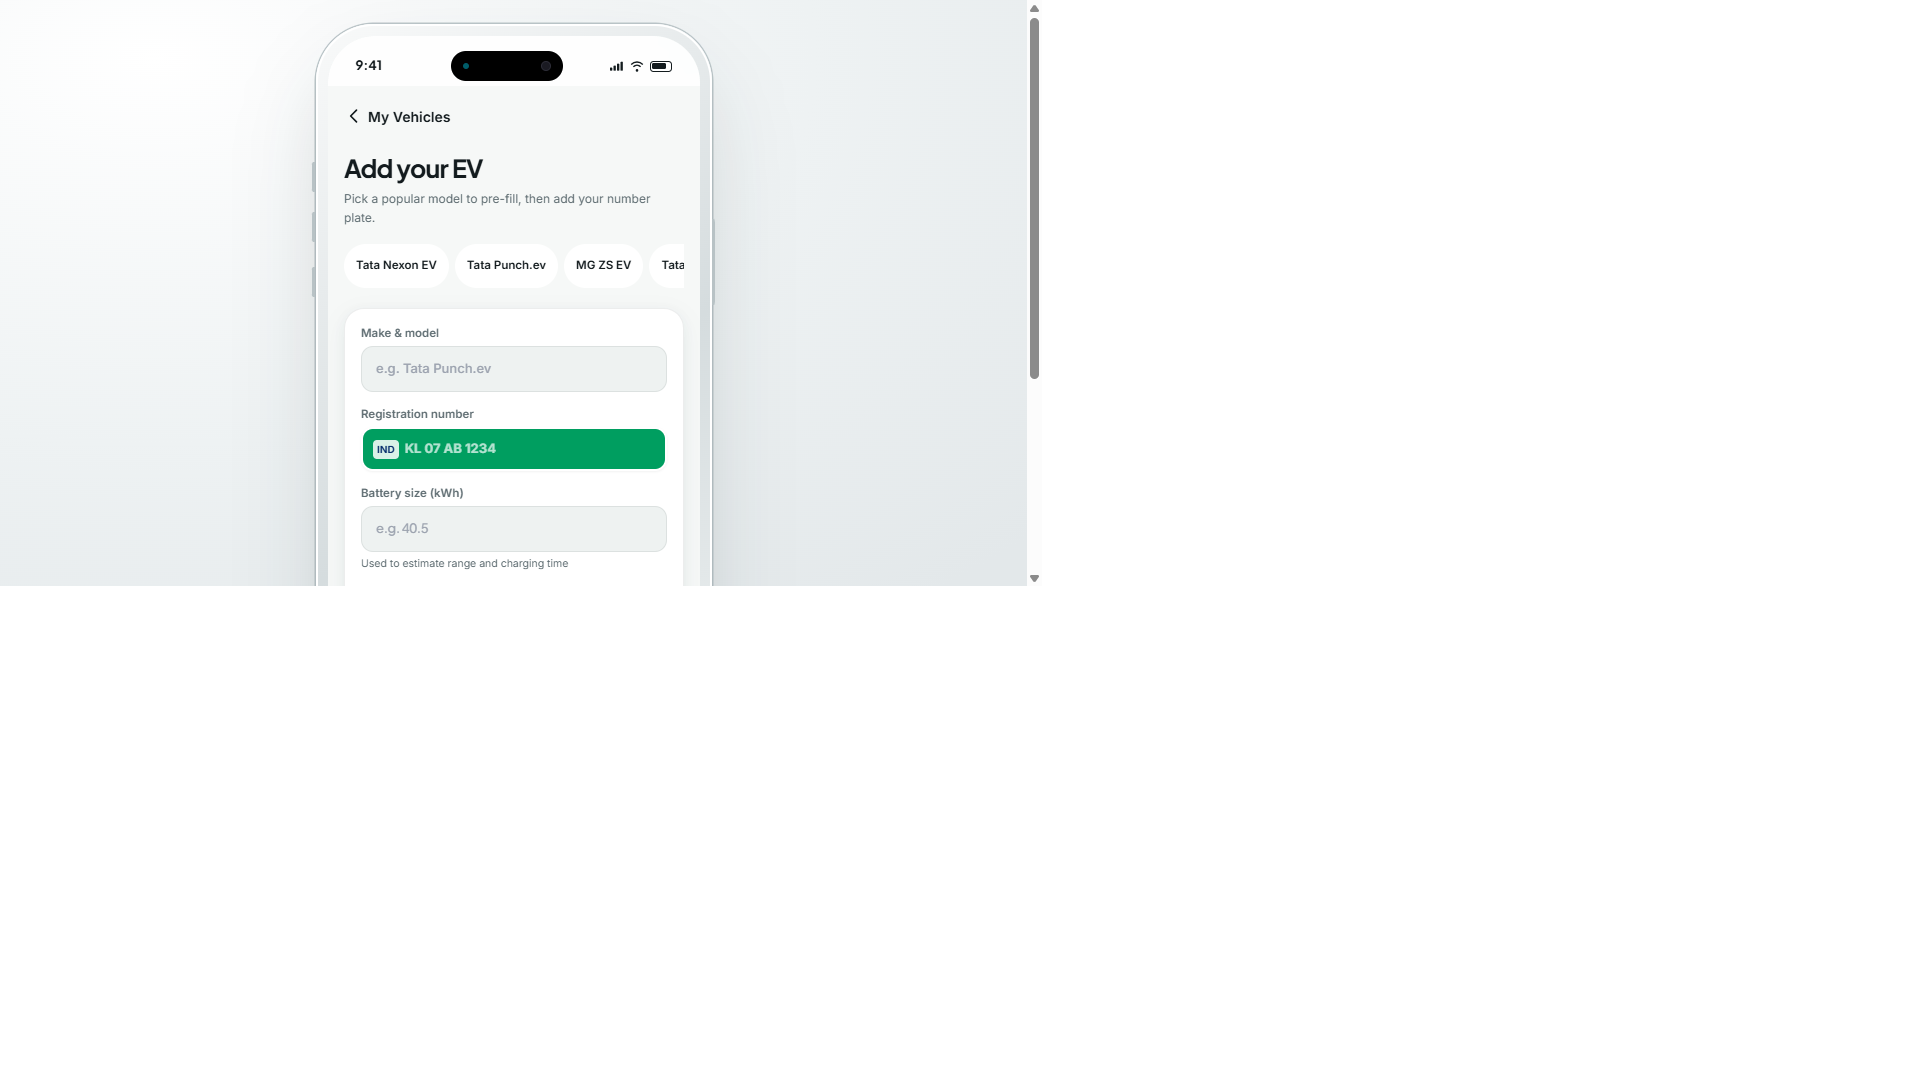 9:41
My Vehicles
Add your EV
Pick a popular model to pre-fill, then add your number
plate.
Tata Nexon EV
Tata Punch.ev
MG ZS EV
Tata
Make & model
e.g. Tata Punch.ev
Registration number
IND KL 07 AB 1234
Battery size (kWh)
e.g. 40.5
Used to estimate range and charging time